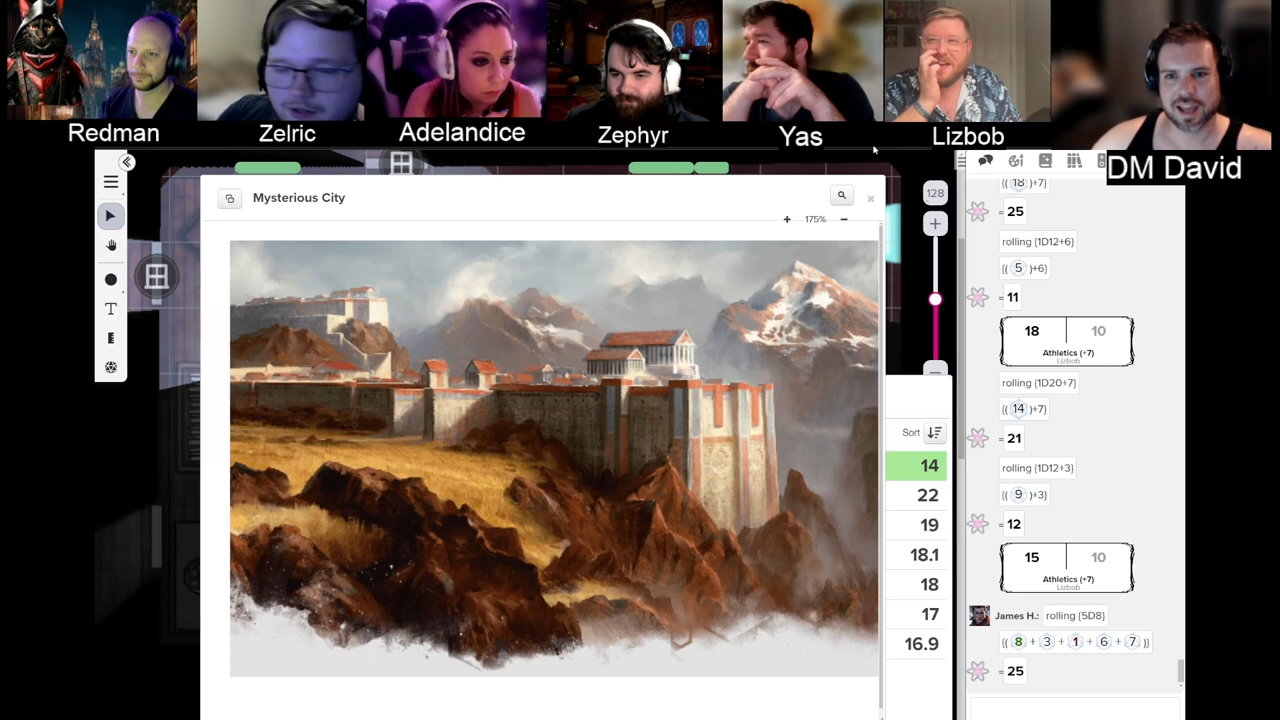 Redman
Zelric
Adelandice
Zephyr
Yas
Lizbob
DM David
Mysterious City
175%
128
Sort
14
22
19
18.1
18
17
16.9
((18)+7)
=25
rolling (1D12+6)
((5)+6)
=11
18 10
Athletics (+7)
Lizbob
rolling (1D20+7)
((14)+7)
=21
rolling (1D12+3)
((9)+3)
=12
15 10
Athletics (+7)
Lizbob
James H.: rolling (5D8)
((8+3+1+6+7))
=25